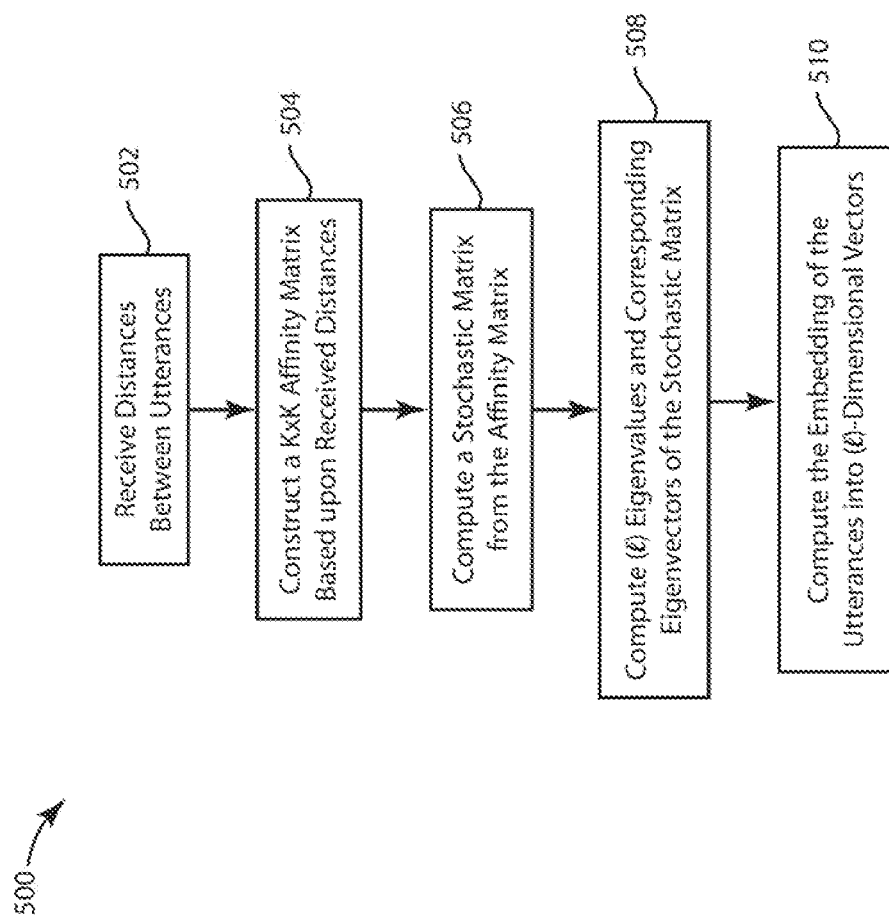 500
Receive Distances
Between Utterances
502
Construct a KxK Affinity Matrix
Based upon Received Distances
504
Compute a Stochastic Matrix
from the Affinity Matrix
506
Compute (ℓ) Eigenvalues and Corresponding
Eigenvectors of the Stochastic Matrix
508
Compute the Embedding of the
Utterances into (ℓ)-Dimensional Vectors
510